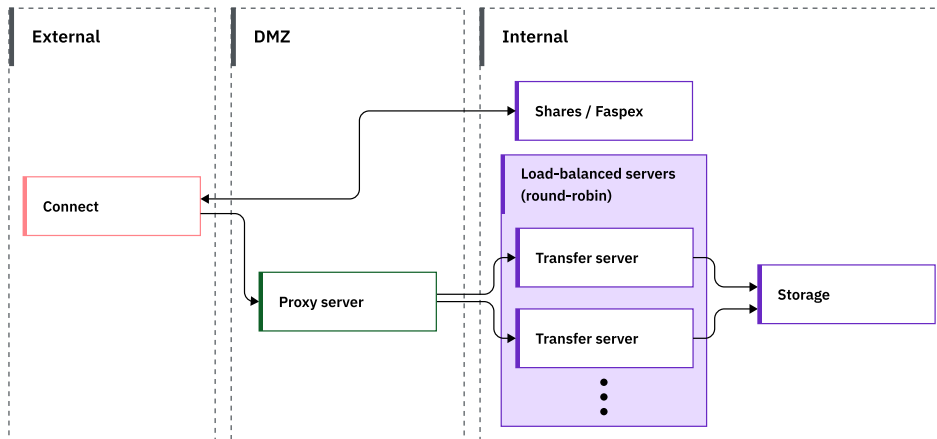 External
DMZ
Internal
Shares / Faspex
Load-balanced servers
(round-robin)
Connect
Transfer server
Proxy server
Storage
Transfer server